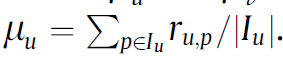 μ_u = ∑_{p∈I_u} r_{u,p}/|I_u|.